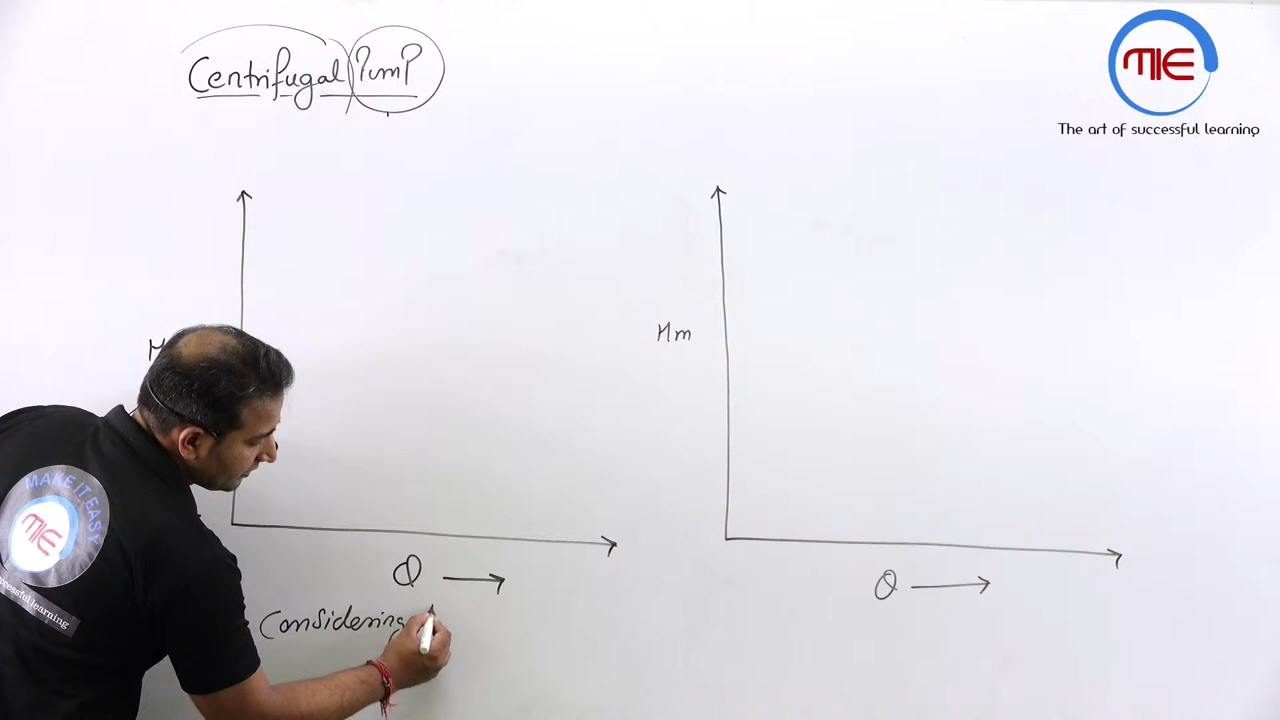 Centrifugal PumP
MIE
The art of successful learning
Hm
Q
Q
Considering
MAKE IT EASY
MIE
successful learning